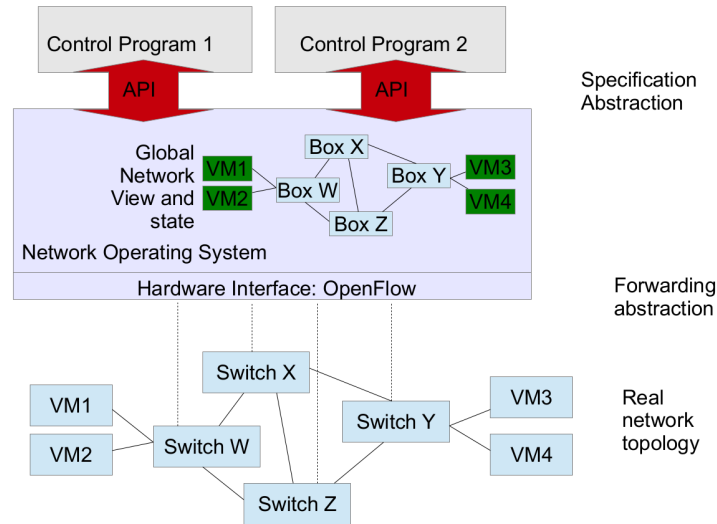 Control Program 1
Control Program 2
API
API
Specification
Abstraction
Global
Network
View and
state
VM1
VM2
Box X
Box W
Box Y
Box Z
VM3
VM4
Network Operating System
Hardware Interface: OpenFlow
Forwarding
abstraction
Switch X
VM1
VM2
Switch W
Switch Y
Switch Z
VM3
VM4
Real
network
topology